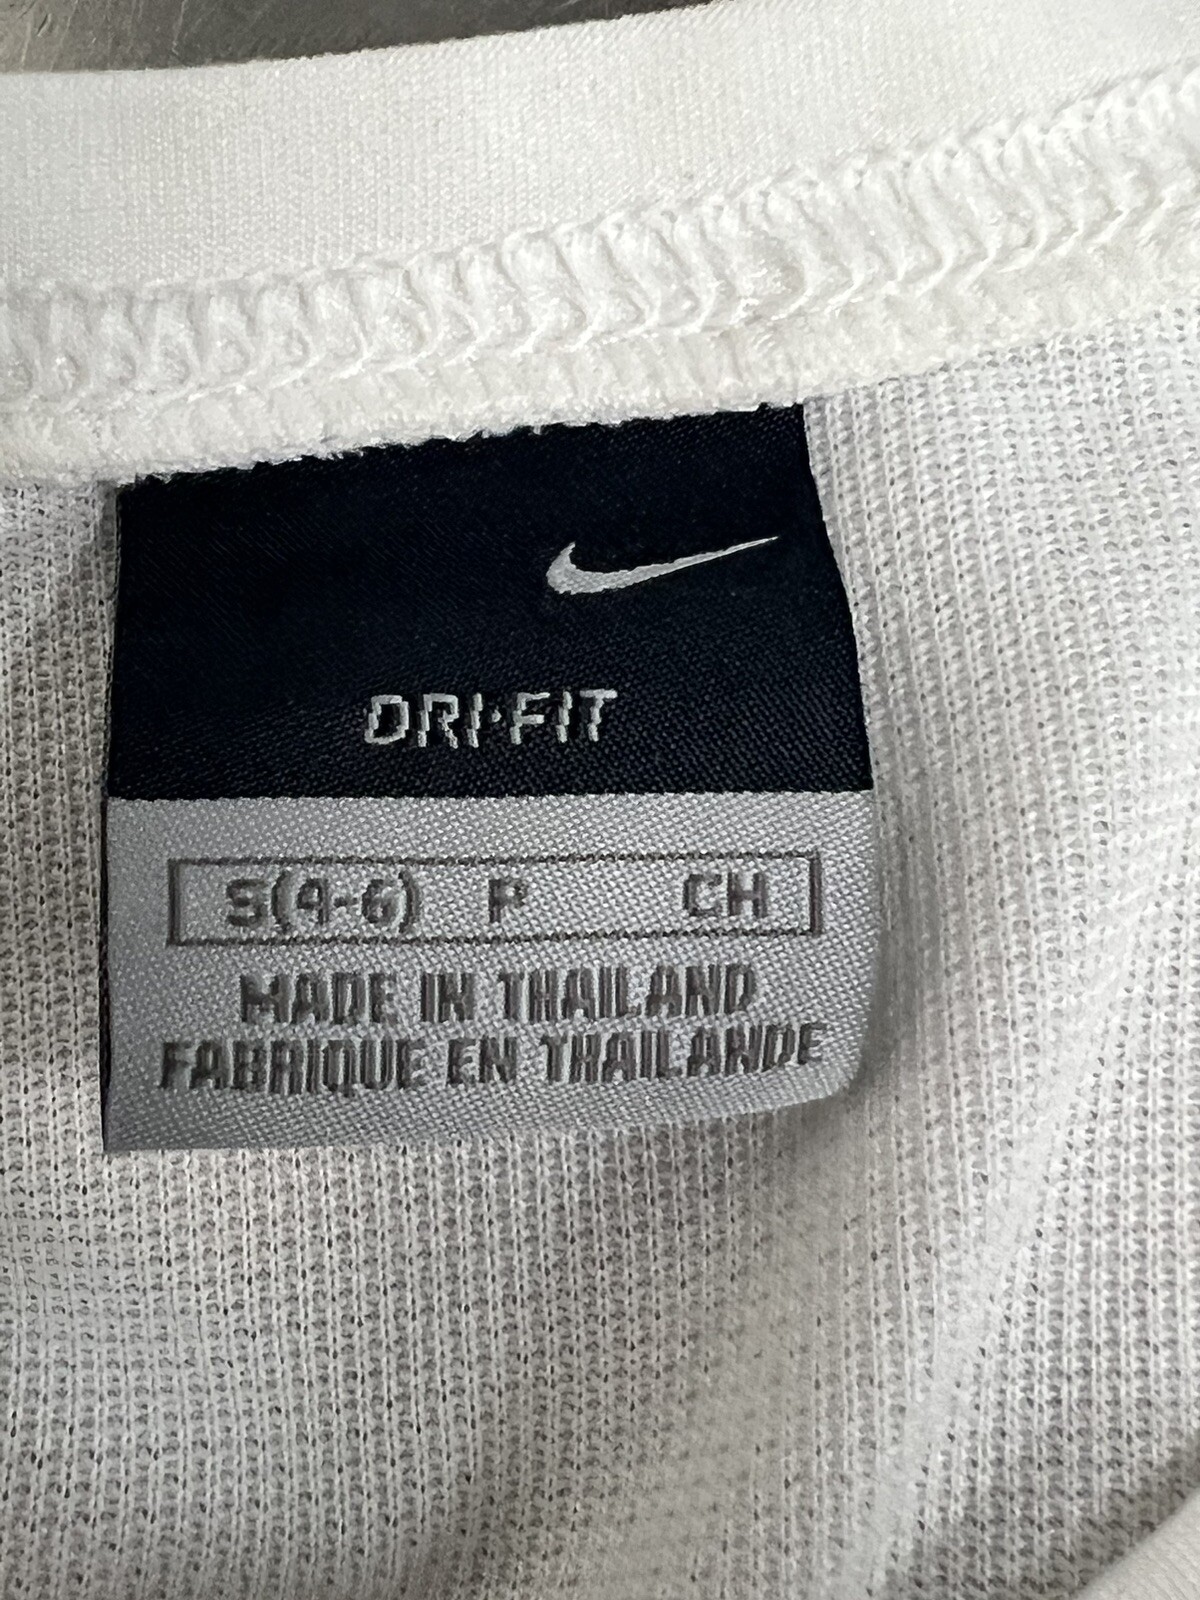 DRI·FIT
S(4-6) P CH
MADE IN THAILAND
FABRIQUE EN THAILANDE